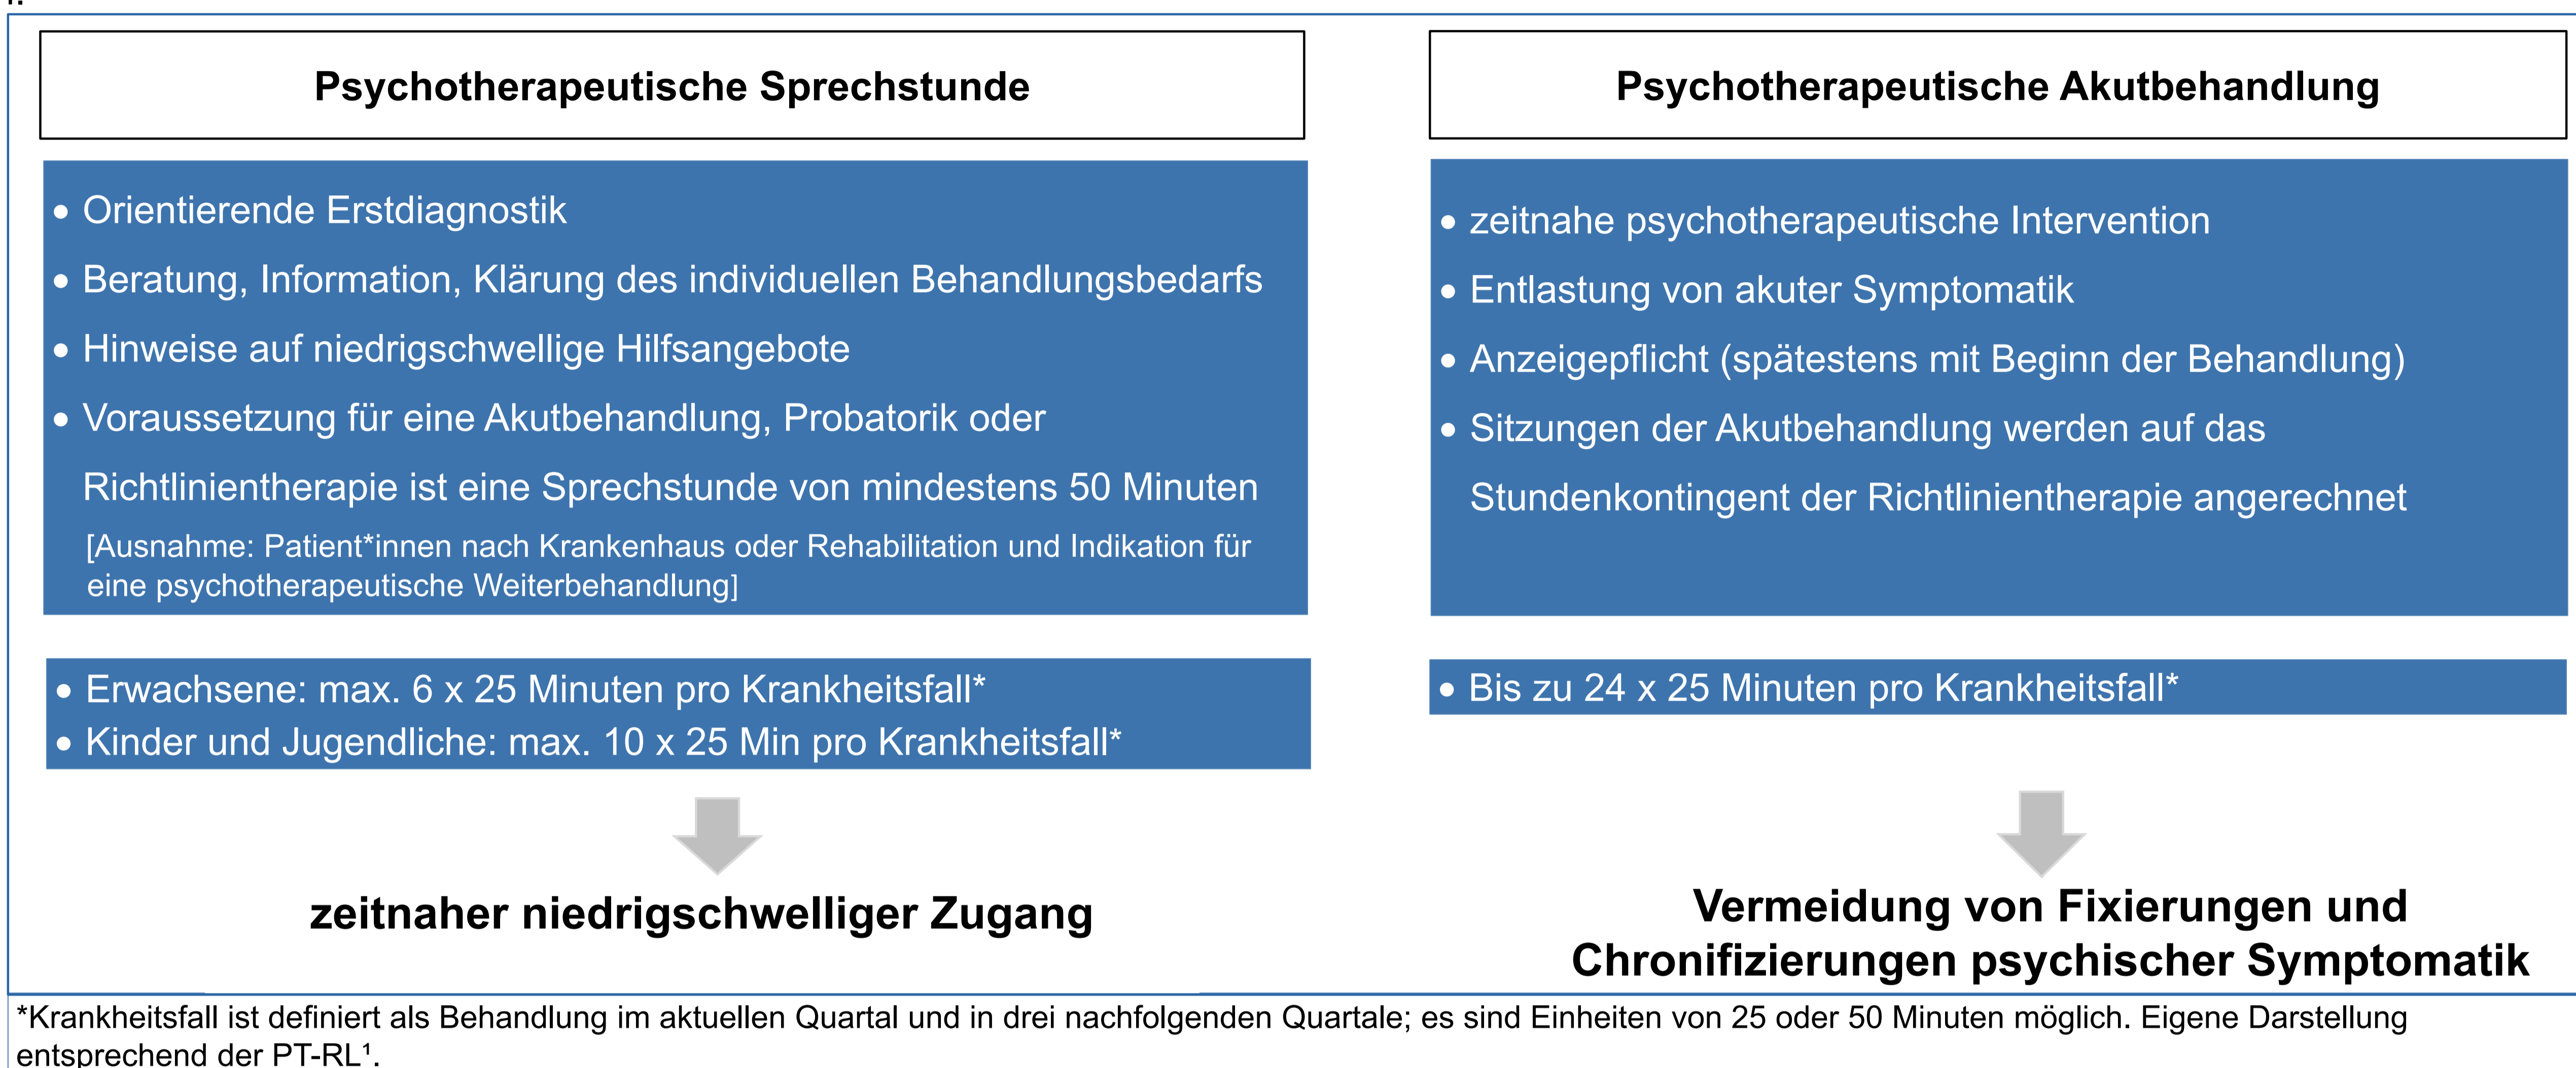 Psychotherapeutische Sprechstunde
• Orientierende Erstdiagnostik
• Beratung, Information, Klärung des individuellen Behandlungsbedarfs
• Hinweise auf niedrigschwellige Hilfsangebote
• Voraussetzung für eine Akutbehandlung, Probatorik oder
Richtlinientherapie ist eine Sprechstunde von mindestens 50 Minuten
[Ausnahme: Patient*innen nach Krankenhaus oder Rehabilitation und Indikation für
eine psychotherapeutische Weiterbehandlung]
• Erwachsene: max. 6 x 25 Minuten pro Krankheitsfall*
• Kinder und Jugendliche: max. 10 x 25 Min pro Krankheitsfall*
zeitnaher niedrigschwelliger Zugang
Psychotherapeutische Akutbehandlung
• zeitnahe psychotherapeutische Intervention
• Entlastung von akuter Symptomatik
• Anzeigepflicht (spätestens mit Beginn der Behandlung)
• Sitzungen der Akutbehandlung werden auf das
Stundenkontingent der Richtlinientherapie angerechnet
• Bis zu 24 x 25 Minuten pro Krankheitsfall*
Vermeidung von Fixierungen und
Chronifizierungen psychischer Symptomatik
*Krankheitsfall ist definiert als Behandlung im aktuellen Quartal und in drei nachfolgenden Quartale; es sind Einheiten von 25 oder 50 Minuten möglich. Eigene Darstellung
entsprechend der PT-RL¹.